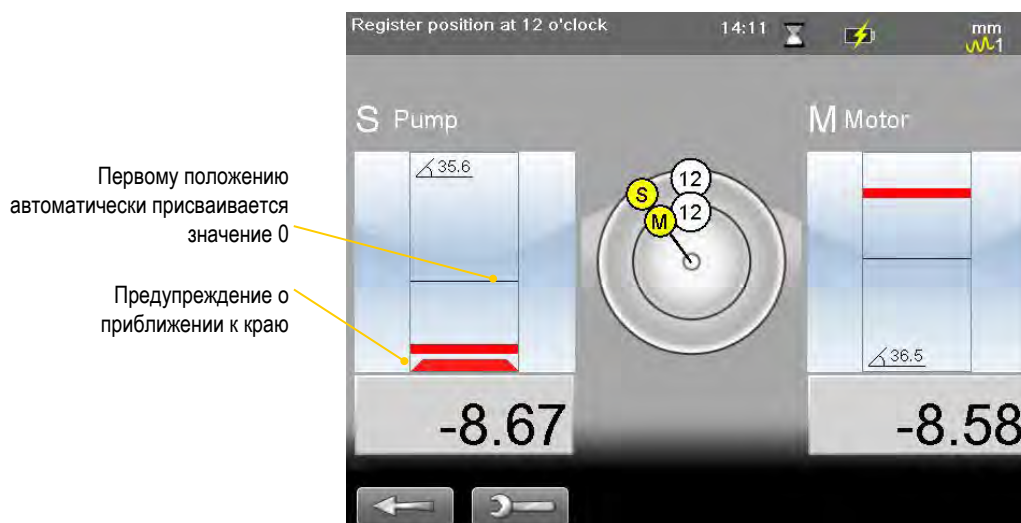 Register position at 12 o'clock 14:11 mm
1
S Pump M Motor
35.6
Первому положению
автоматически присваивается
значение 0
Предупреждение о
приближении к краю
12
S
12
M
36.5
-8.67 -8.58